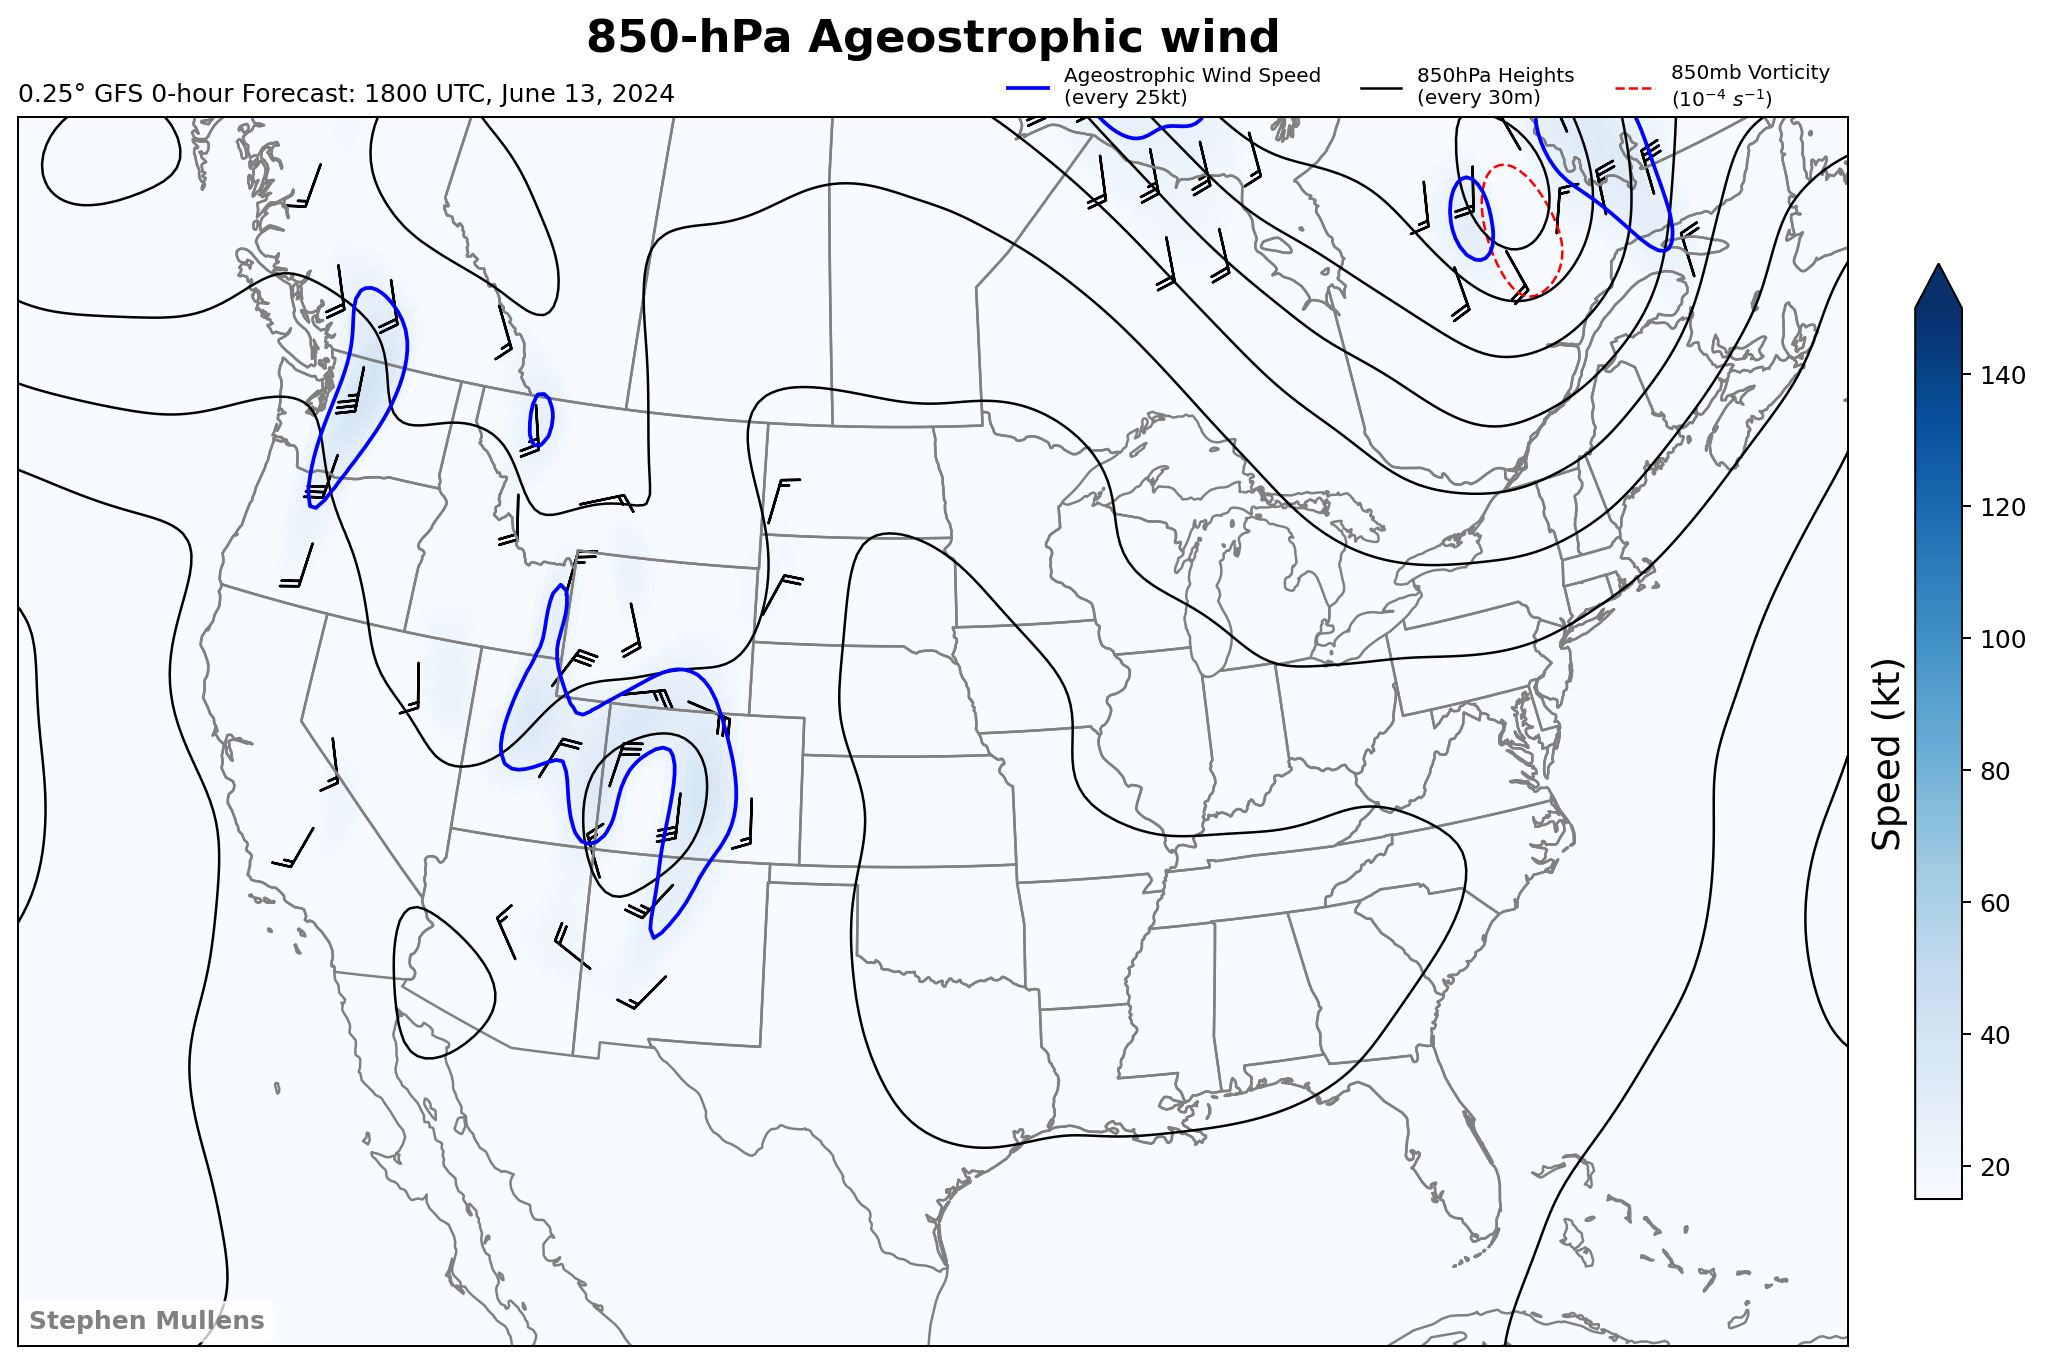 850-hPa Ageostrophic wind
0.25° GFS 0-hour Forecast: 1800 UTC, June 13, 2024
Ageostrophic Wind Speed
(every 25kt)
850hPa Heights
(every 30m)
850mb Vorticity
(10⁻⁴ s⁻¹)
140
120
100
80
60
40
20
Speed (kt)
Stephen Mullens